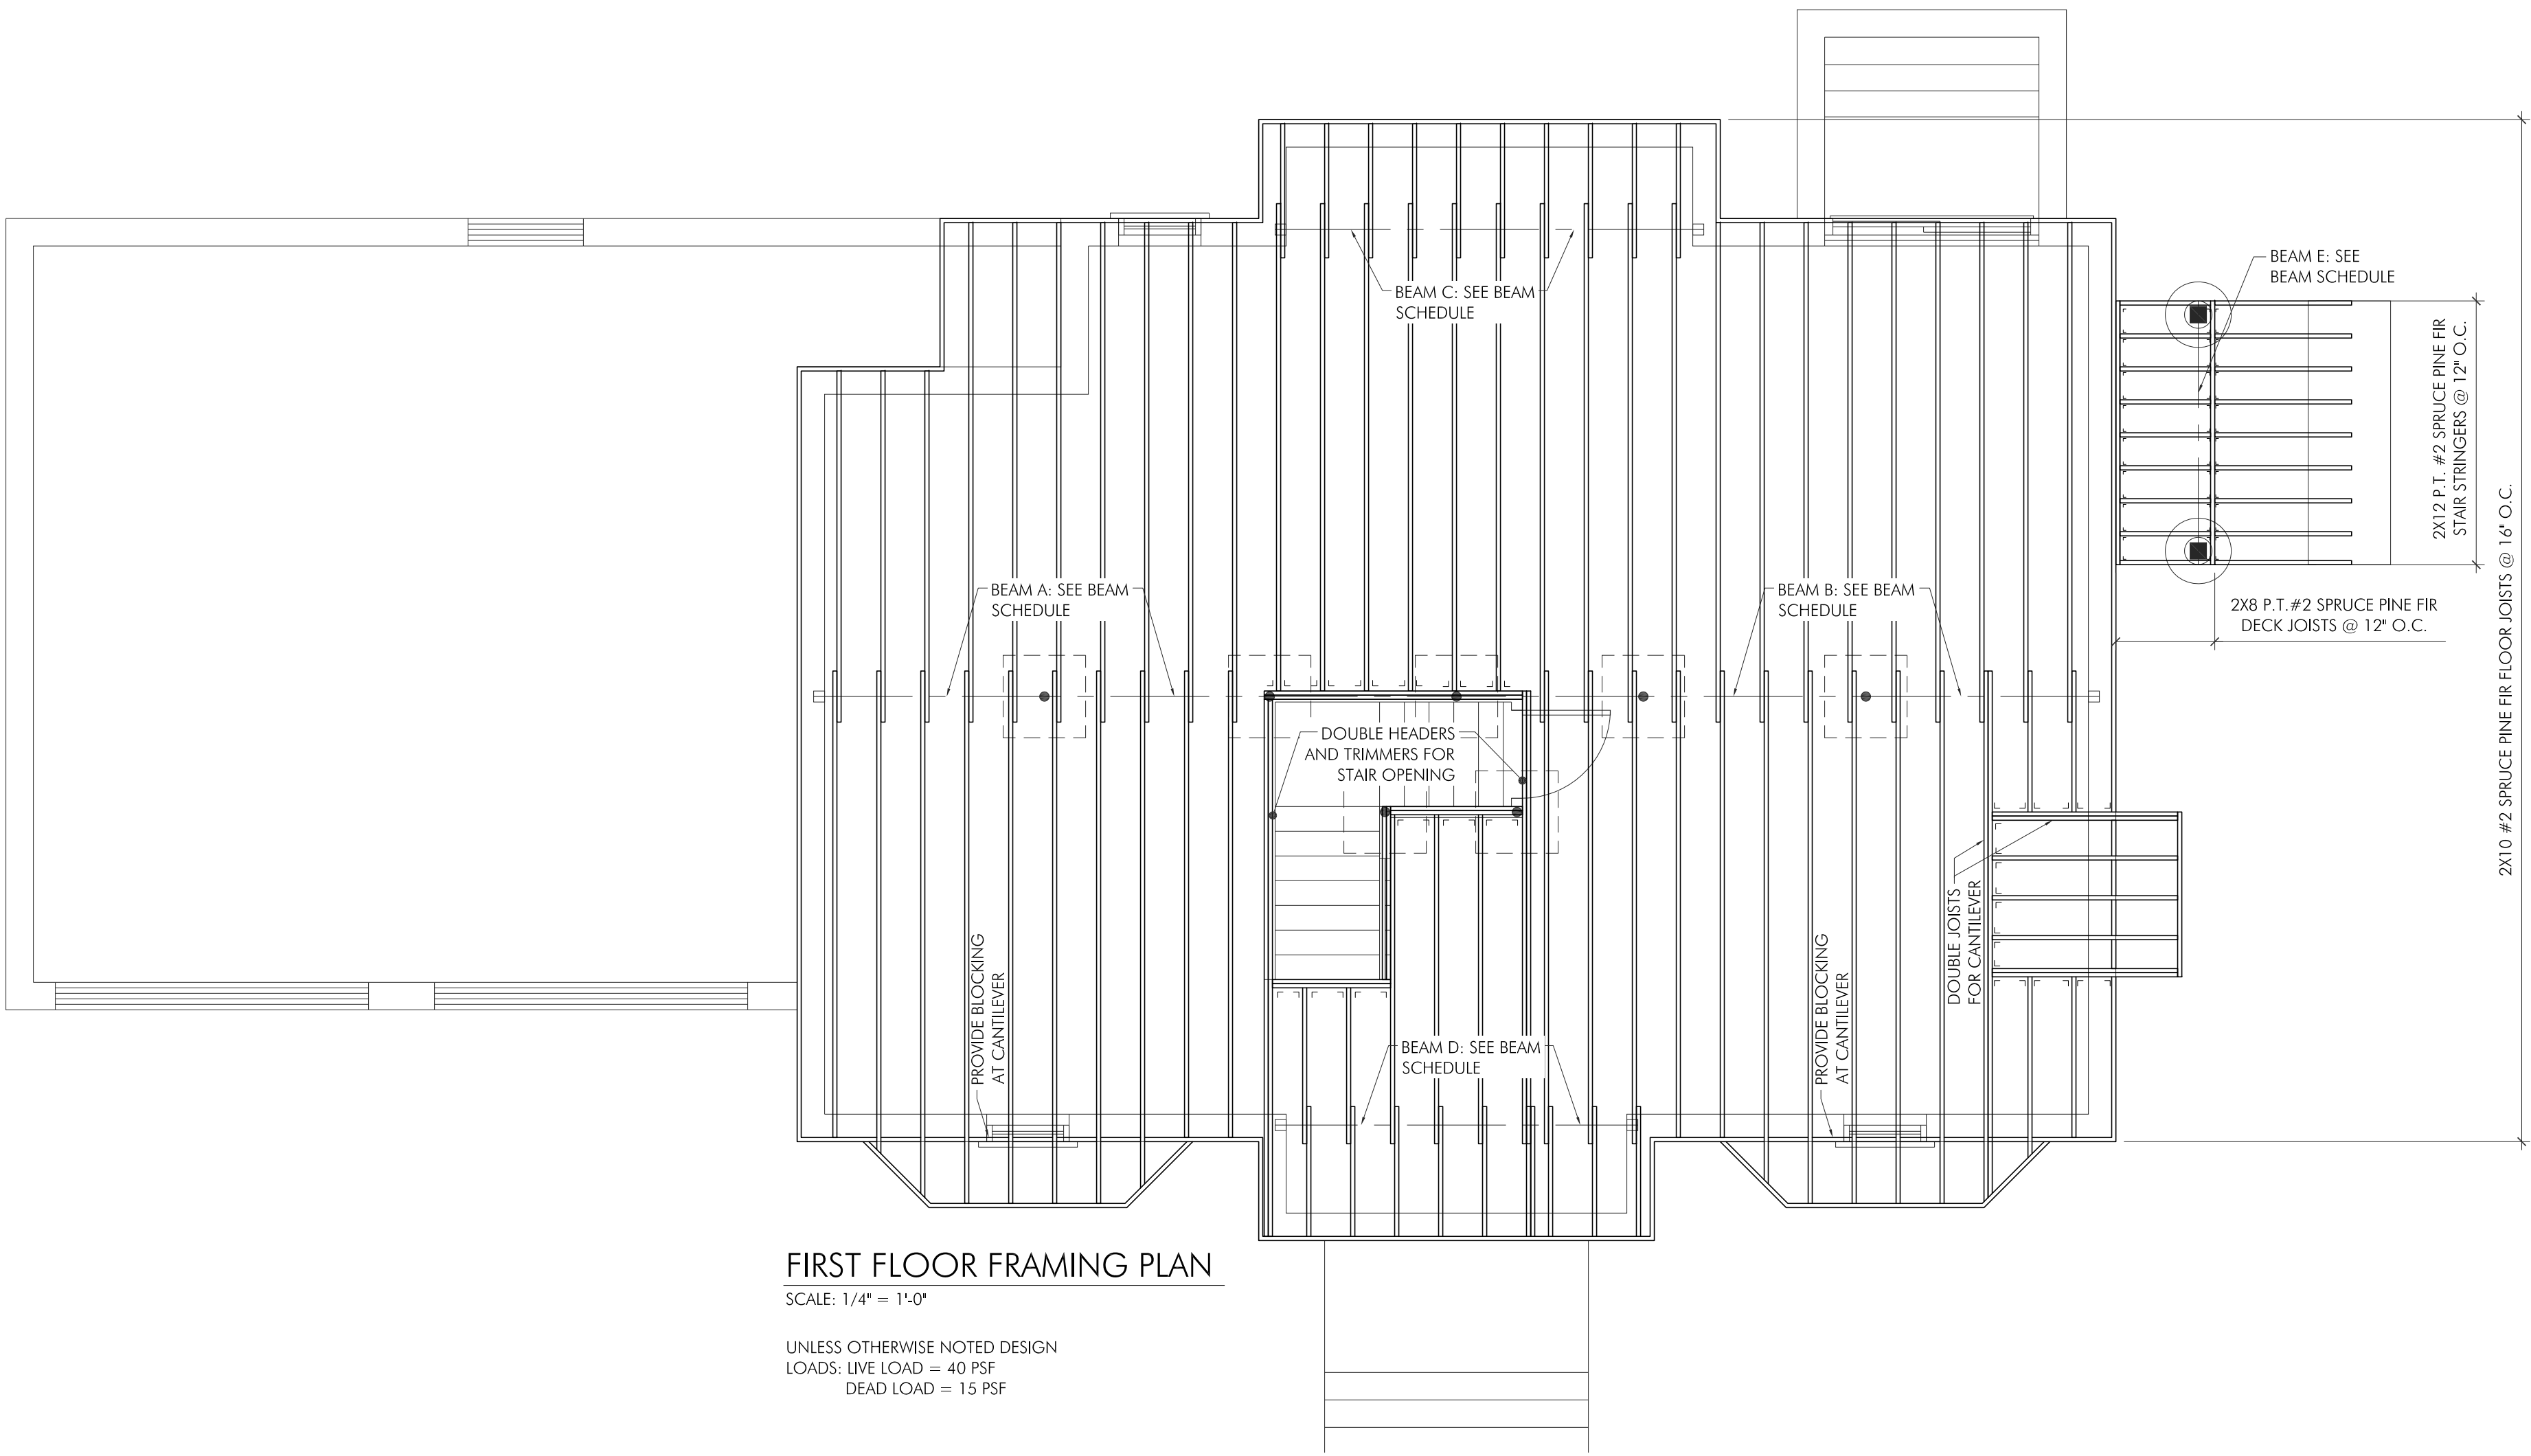 BEAM E: SEE
BEAM SCHEDULE
BEAM C: SEE BEAM
SCHEDULE
2X12 P.T. #2 SPRUCE PINE FIR
STAIR STRINGERS @ 12" O.C.
2X10 #2 SPRUCE PINE FIR FLOOR JOISTS @ 16" O.C.
BEAM A: SEE BEAM
SCHEDULE
BEAM B: SEE BEAM
SCHEDULE
2X8 P.T.#2 SPRUCE PINE FIR
DECK JOISTS @ 12" O.C.
DOUBLE HEADERS
AND TRIMMERS FOR
STAIR OPENING
PROVIDE BLOCKING
AT CANTILEVER
PROVIDE BLOCKING
AT CANTILEVER
DOUBLE JOISTS
FOR CANTILEVER
BEAM D: SEE BEAM
SCHEDULE
FIRST FLOOR FRAMING PLAN
SCALE: 1/4" = 1'-0"
UNLESS OTHERWISE NOTED DESIGN
LOADS: LIVE LOAD = 40 PSF
DEAD LOAD = 15 PSF